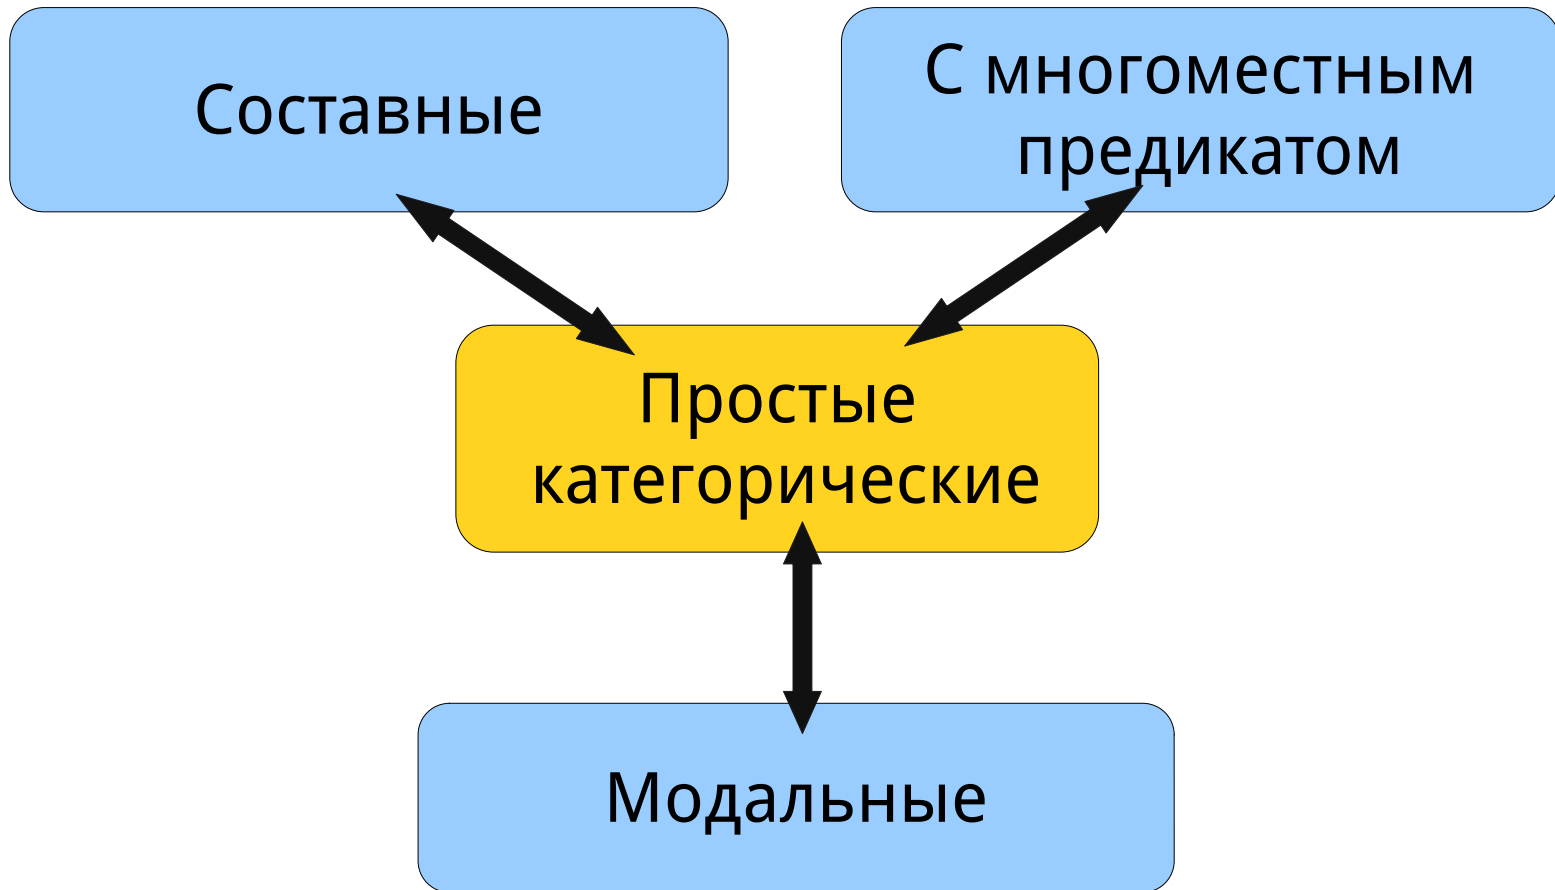 Составные
С многоместным
предикатом
Простые
категорические
Модальные